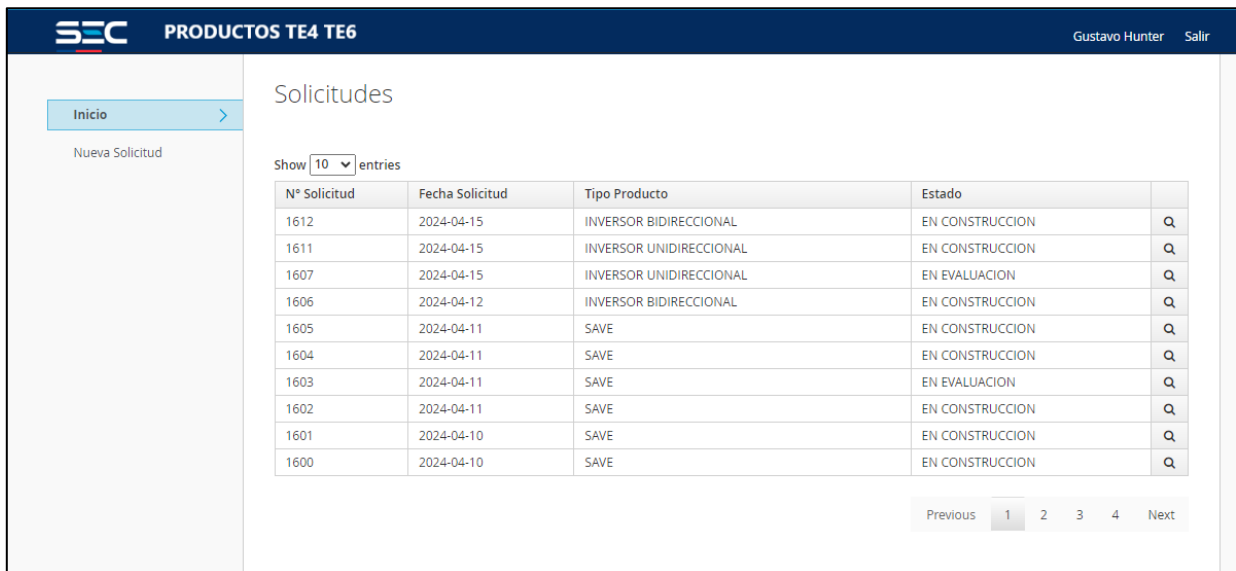 SEC PRODUCTOS TE4 TE6 Gustavo Hunter Salir
Inicio
Nueva Solicitud
Solicitudes
Show 10 entries
N° Solicitud Fecha Solicitud Tipo Producto Estado
1612 2024-04-15 INVERSOR BIDIRECCIONAL EN CONSTRUCCION
1611 2024-04-15 INVERSOR UNIDIRECCIONAL EN CONSTRUCCION
1607 2024-04-15 INVERSOR UNIDIRECCIONAL EN EVALUACION
1606 2024-04-12 INVERSOR BIDIRECCIONAL EN CONSTRUCCION
1605 2024-04-11 SAVE EN CONSTRUCCION
1604 2024-04-11 SAVE EN CONSTRUCCION
1603 2024-04-11 SAVE EN EVALUACION
1602 2024-04-11 SAVE EN CONSTRUCCION
1601 2024-04-10 SAVE EN CONSTRUCCION
1600 2024-04-10 SAVE EN CONSTRUCCION
Previous 1 2 3 4 Next